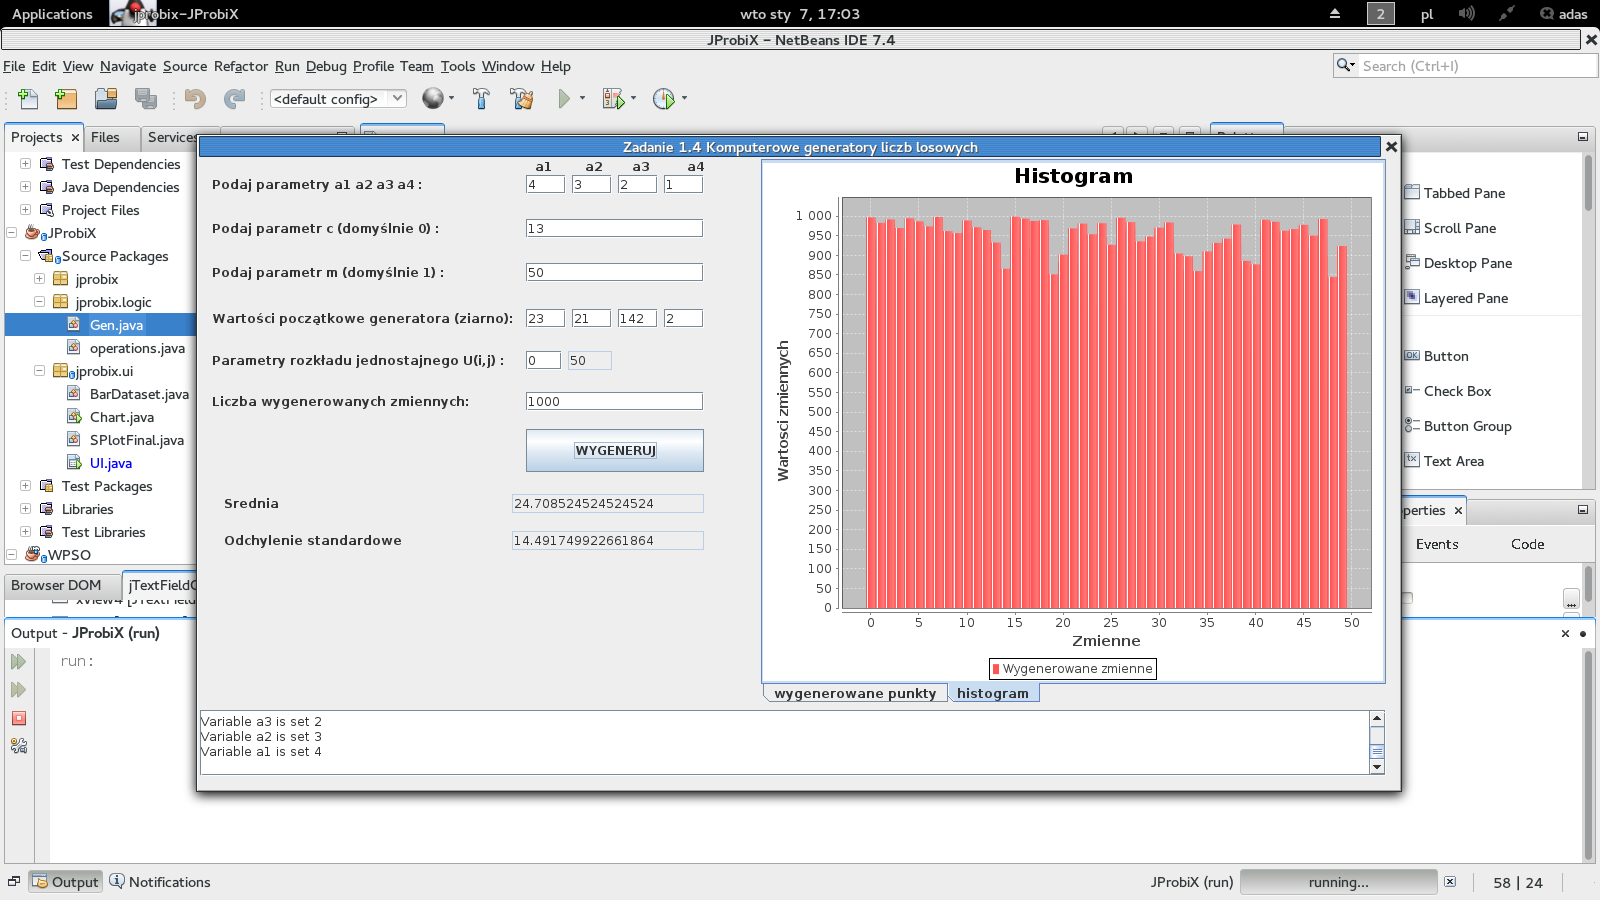 Applications jprobix-JProbiX wto sty 7, 17:03 2 pl adas
JProbiX - NetBeans IDE 7.4
File Edit View Navigate Source Refactor Run Debug Profile Team Tools Window Help Search (Ctrl+I)
<default config>
Projects Files Services
Test Dependencies
Java Dependencies
Project Files
JProbiX
Source Packages
jprobix
jprobix.logic
Gen.java
operations.java
jprobix.ui
BarDataset.java
Chart.java
SPlotFinal.java
UI.java
Test Packages
Libraries
Test Libraries
WPSO
Browser DOM
Output - JProbiX (run)
run:
Zadanie 1.4 Komputerowe generatory liczb losowych
a1 a2 a3 a4
Podaj parametry a1 a2 a3 a4 : 4 3 2 1
Podaj parametr c (domyślnie 0) : 13
Podaj parametr m (domyślnie 1) : 50
Wartości początkowe generatora (ziarno): 23 21 142 2
Parametry rozkładu jednostajnego U(i,j) : 0 50
Liczba wygenerowanych zmiennych: 1000
WYGENERUJ
Srednia 24.708524524524524
Odchylenie standardowe 14.491749922661864
Histogram
Wartosci zmiennych
1 000
950
900
850
800
750
700
650
600
550
500
450
400
350
300
250
200
150
100
50
0
0 5 10 15 20 25 30 35 40 45 50
Zmienne
Wygenerowane zmienne
wygenerowane punkty histogram
Variable a3 is set 2
Variable a2 is set 3
Variable a1 is set 4
Tabbed Pane
Scroll Pane
Desktop Pane
Layered Pane
Button
Check Box
Button Group
Text Area
Events Code
...
Output Notifications JProbiX (run) running... 58 | 24